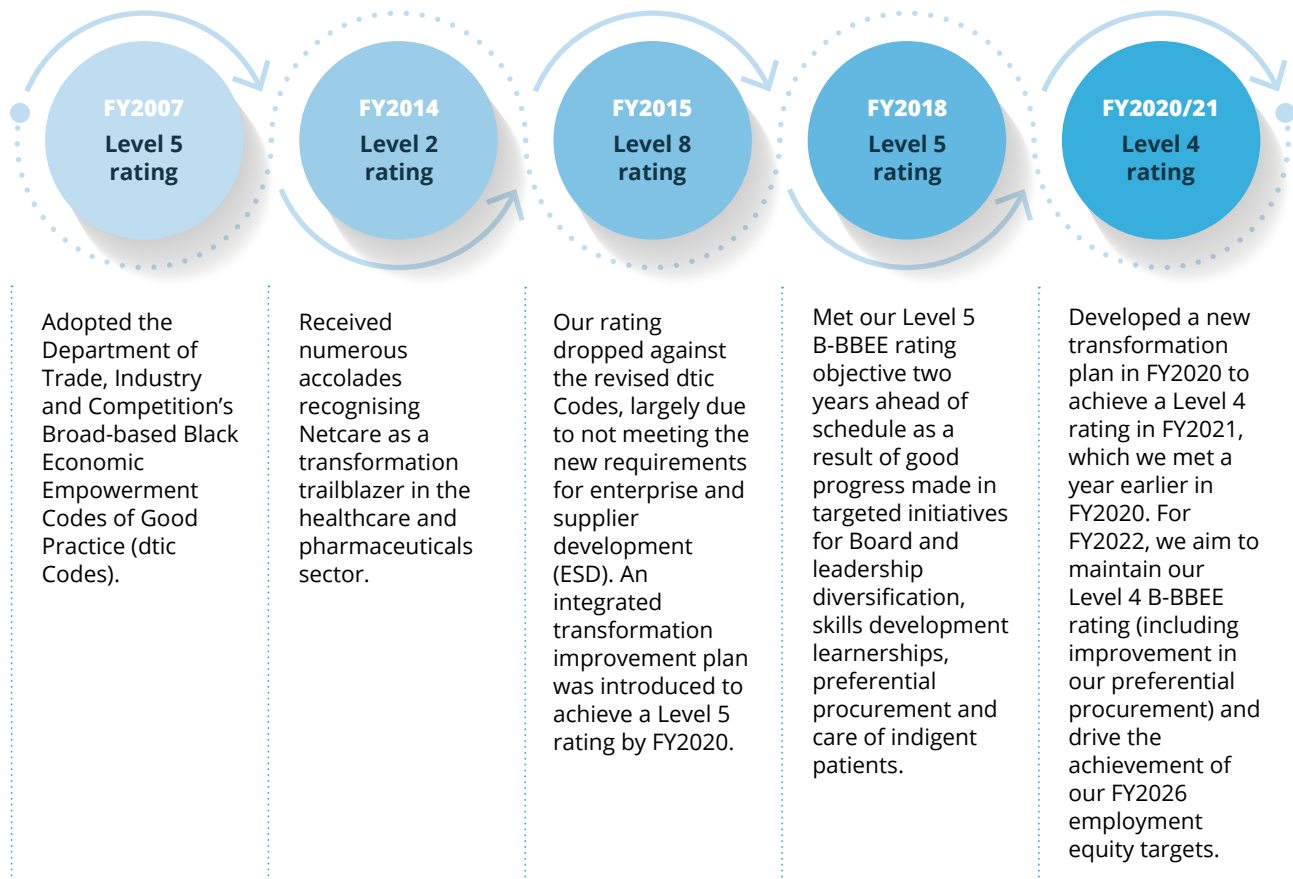 FY2007
Level 5
rating
FY2014
Level 2
rating
FY2015
Level 8
rating
FY2018
Level 5
rating
FY2020/21
Level 4
rating
Adopted the
Department of
Trade, Industry
and Competition’s
Broad-based Black
Economic
Empowerment
Codes of Good
Practice (dtic
Codes).
Received
numerous
accolades
recognising
Netcare as a
transformation
trailblazer in the
healthcare and
pharmaceuticals
sector.
Our rating
dropped against
the revised dtic
Codes, largely due
to not meeting the
new requirements
for enterprise and
supplier
development
(ESD). An
integrated
transformation
improvement plan
was introduced to
achieve a Level 5
rating by FY2020.
Met our Level 5
B-BBEE rating
objective two
years ahead of
schedule as a
result of good
progress made in
targeted initiatives
for Board and
leadership
diversification,
skills development
learnerships,
preferential
procurement and
care of indigent
patients.
Developed a new
transformation
plan in FY2020 to
achieve a Level 4
rating in FY2021,
which we met a
year earlier in
FY2020. For
FY2022, we aim to
maintain our
Level 4 B-BBEE
rating (including
improvement in
our preferential
procurement) and
drive the
achievement of
our FY2026
employment
equity targets.